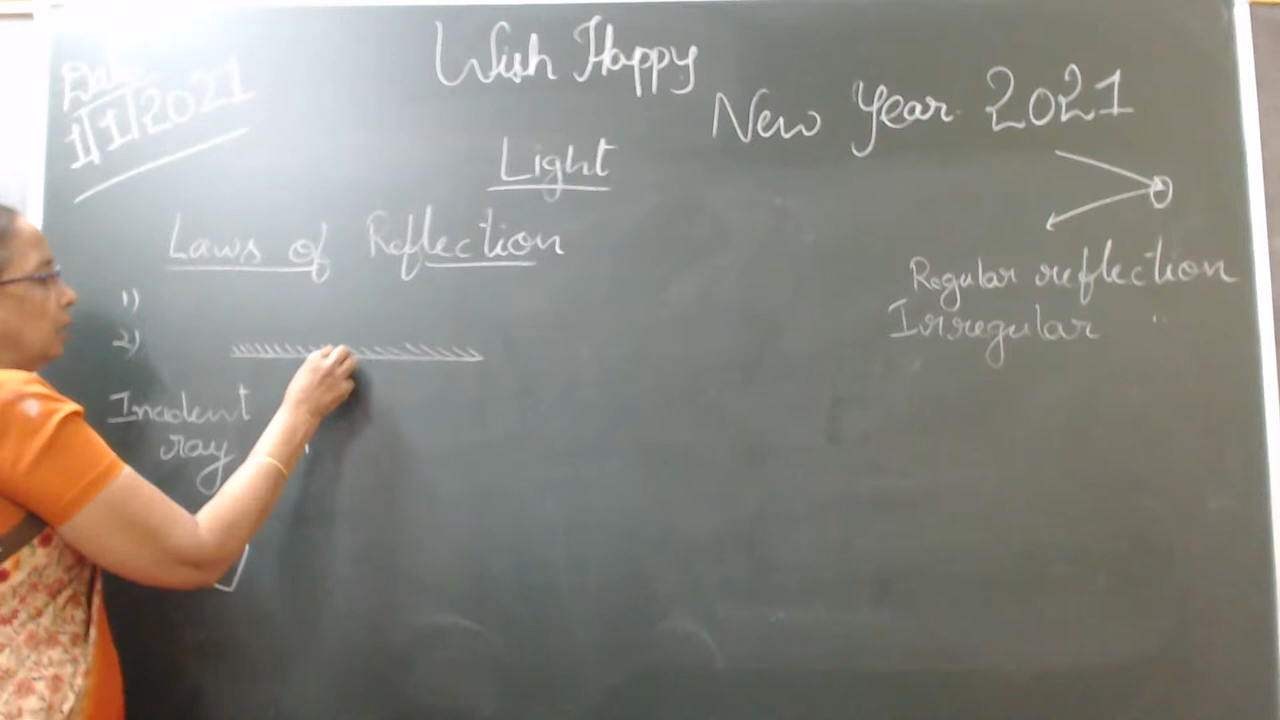 Date
1/1/2021
Wish Happy
New Year 2021
Light
Laws of Reflection
1)
2)
Incident
ray
Regular reflection
Irregular "